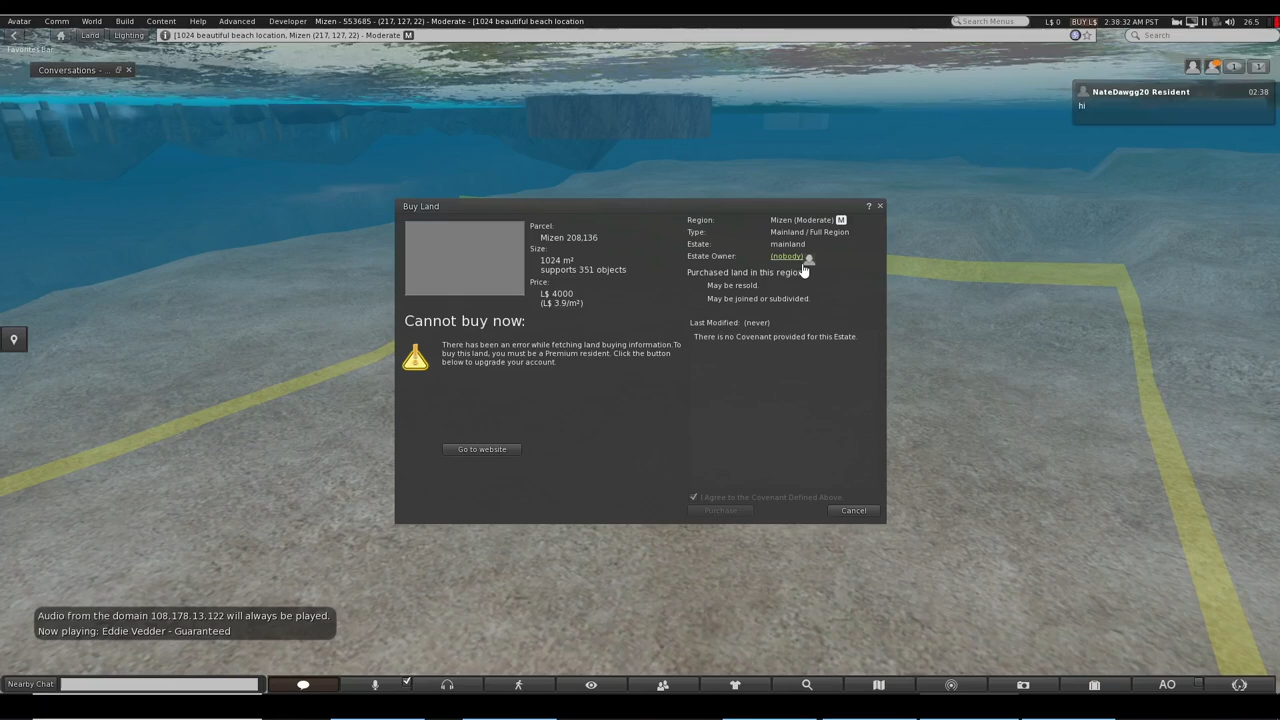 Avatar Comm World Build Content Help Advanced Developer Mizen - 553685 - (217, 127, 22) - Moderate - [1024 beautiful beach location Search Menus L$ 0 BUY L$ 2:38:32 AM PST 26.5
Land Lighting [1024 beautiful beach location, Mizen (217, 127, 22) - Moderate M Search
Favorites Bar
Conversations - ...
NateDawgg20 Resident 02:38
hi
Buy Land ?
Parcel:
Mizen 208,136
Size:
1024 m²
supports 351 objects
Price:
L$ 4000
(L$ 3.9/m²)
Cannot buy now:
There has been an error while fetching land buying information.To
buy this land, you must be a Premium resident. Click the button
below to upgrade your account.
Go to website
Region: Mizen (Moderate) M
Type: Mainland / Full Region
Estate: mainland
Estate Owner: (nobody)
Purchased land in this region
May be resold.
May be joined or subdivided.
Last Modified: (never)
There is no Covenant provided for this Estate.
I Agree to the Covenant Defined Above
Purchase Cancel
Audio from the domain 108.178.13.122 will always be played.
Now playing: Eddie Vedder - Guaranteed
Nearby Chat AO